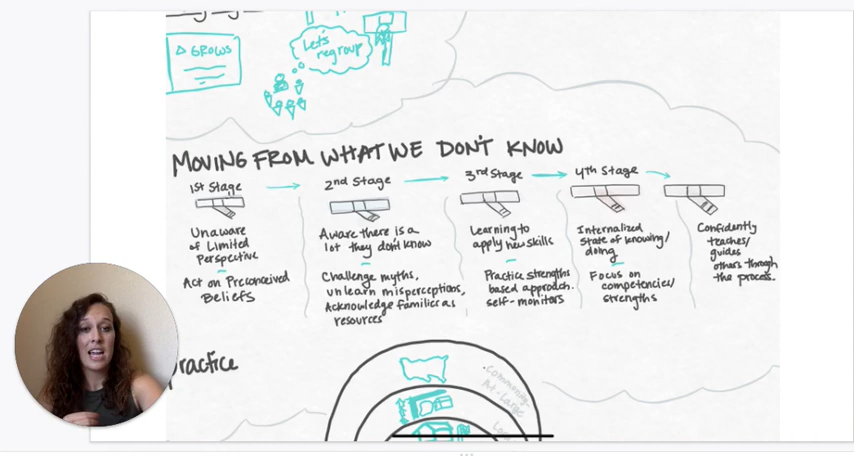 △ GROWS
Let's
regroup
MOVING FROM WHAT WE DON'T KNOW
1st Stage
Unaware
of Limited
Perspective
Act on Preconceived
Beliefs
2nd Stage
Aware there is a
lot they don't know
Challenge myths,
unlearn misperceptions,
Acknowledge families as
resources
3rd Stage
Learning to
apply new skills
Practice strengths
based approach.
self-monitors
4th Stage
Internalized
State of knowing/
doing
Focus on
competencies/
strengths
Confidently
teaches/
guides
others through
the process.
Practice
Community-
At-Large